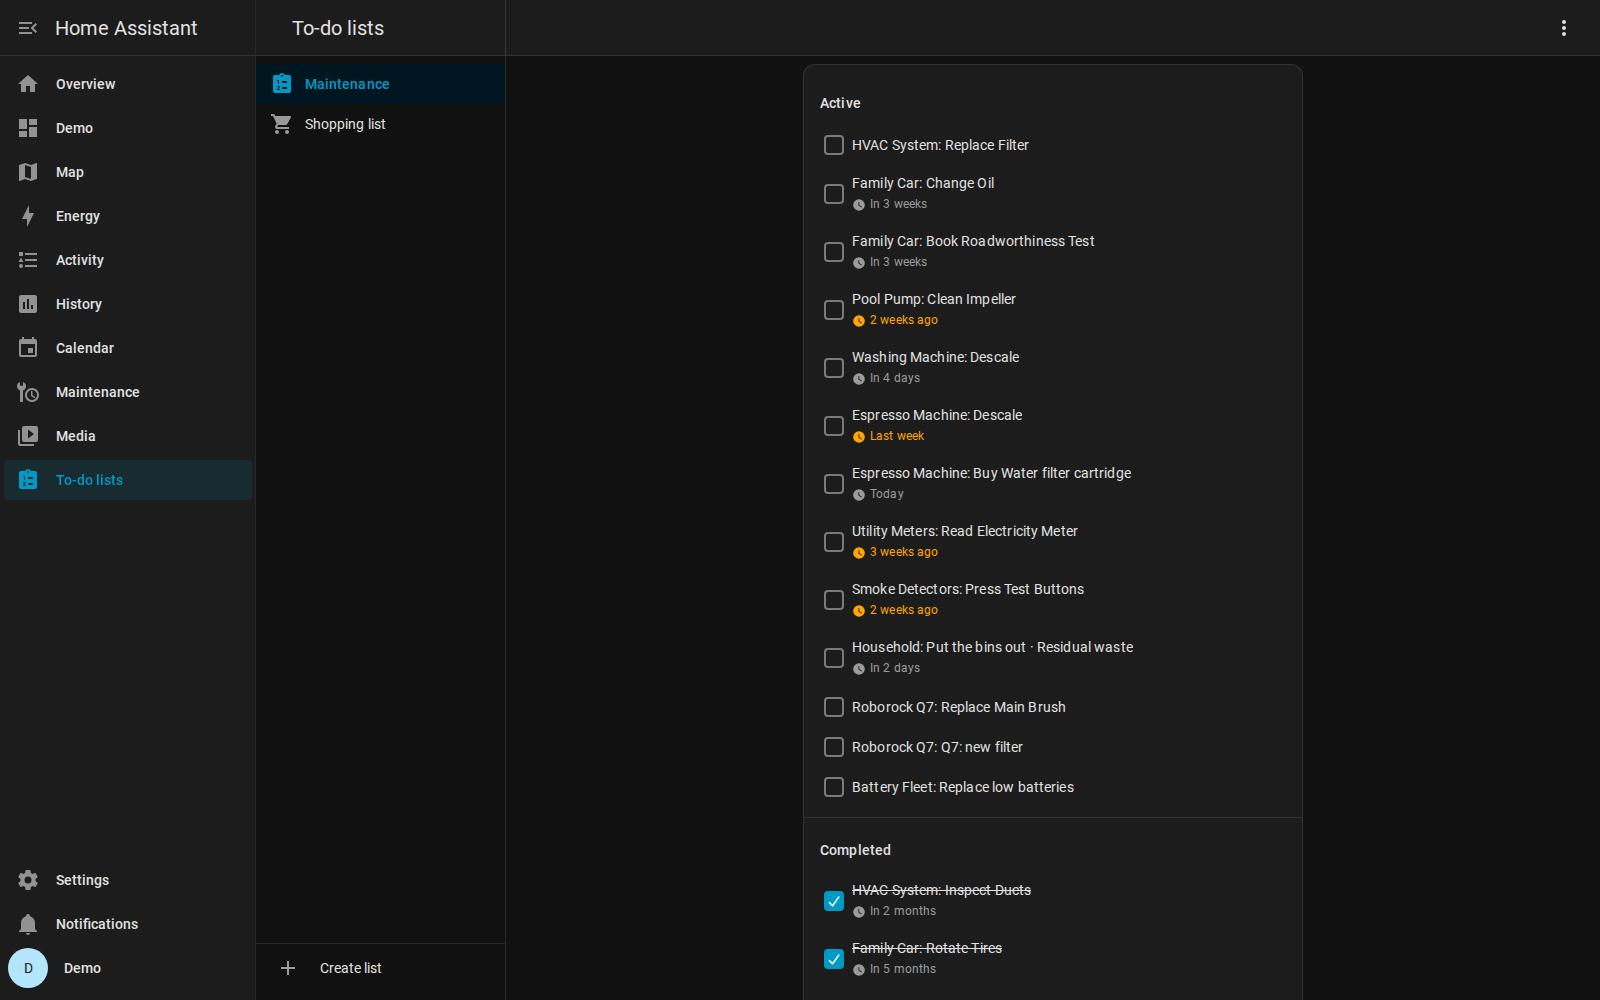 Home Assistant
Overview
Demo
Map
Energy
Activity
History
Calendar
Maintenance
Media
To-do lists
Settings
Notifications
D
Demo
To-do lists
Maintenance
Shopping list
Create list
Active
HVAC System: Replace Filter
Family Car: Change Oil
In 3 weeks
Family Car: Book Roadworthiness Test
In 3 weeks
Pool Pump: Clean Impeller
2 weeks ago
Washing Machine: Descale
In 4 days
Espresso Machine: Descale
Last week
Espresso Machine: Buy Water filter cartridge
Today
Utility Meters: Read Electricity Meter
3 weeks ago
Smoke Detectors: Press Test Buttons
2 weeks ago
Household: Put the bins out · Residual waste
In 2 days
Roborock Q7: Replace Main Brush
Roborock Q7: Q7: new filter
Battery Fleet: Replace low batteries
Completed
HVAC System: Inspect Ducts
In 2 months
Family Car: Rotate Tires
In 5 months